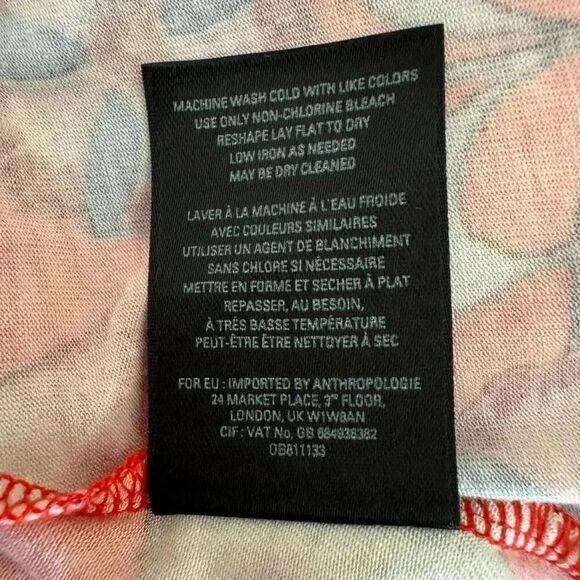 MACHINE WASH COLD WITH LIKE COLORS
USE ONLY NON-CHLORINE BLEACH
RESHAPE LAY FLAT TO DRY
LOW IRON AS NEEDED
MAY BE DRY CLEANED
LAVER À LA MACHINE À L'EAU FROIDE
AVEC COULEURS SIMILAIRES
UTILISER UN AGENT DE BLANCHIMENT
SANS CHLORE SI NÉCESSAIRE
METTRE EN FORME ET SECHER À PLAT
REPASSER, AU BESOIN,
À TRÈS BASSE TEMPÉRATURE
PEUT-ÊTRE ÊTRE NETTOYER À SEC
FOR EU : IMPORTED BY ANTHROPOLOGIE
24 MARKET PLACE, 3RD FLOOR,
LONDON, UK W1W8AN
CIF: VAT No. GB 684936382
OB811133